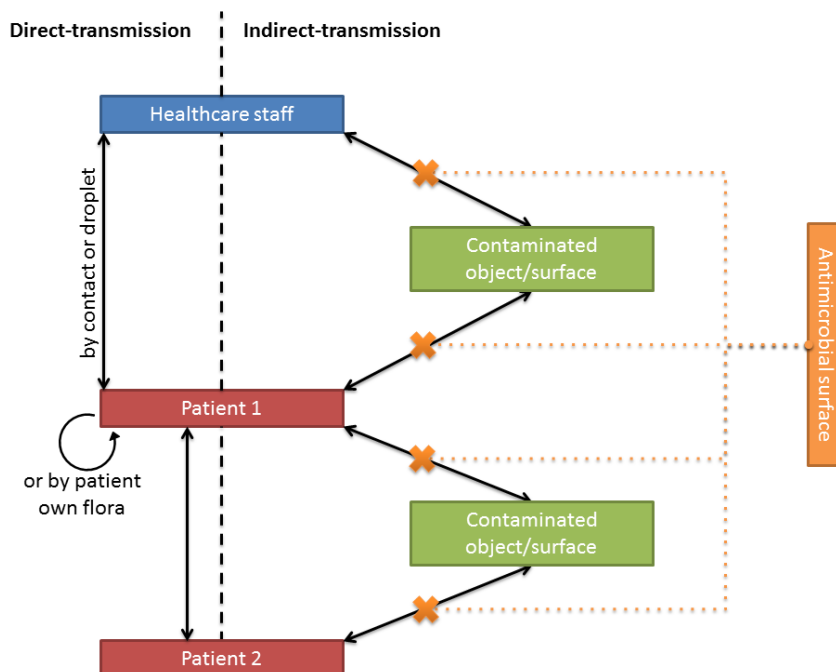 Direct-transmission
Indirect-transmission
Healthcare staff
by contact or droplet
Contaminated
object/surface
Antimicrobial surface
Patient 1
or by patient
own flora
Contaminated
object/surface
Patient 2